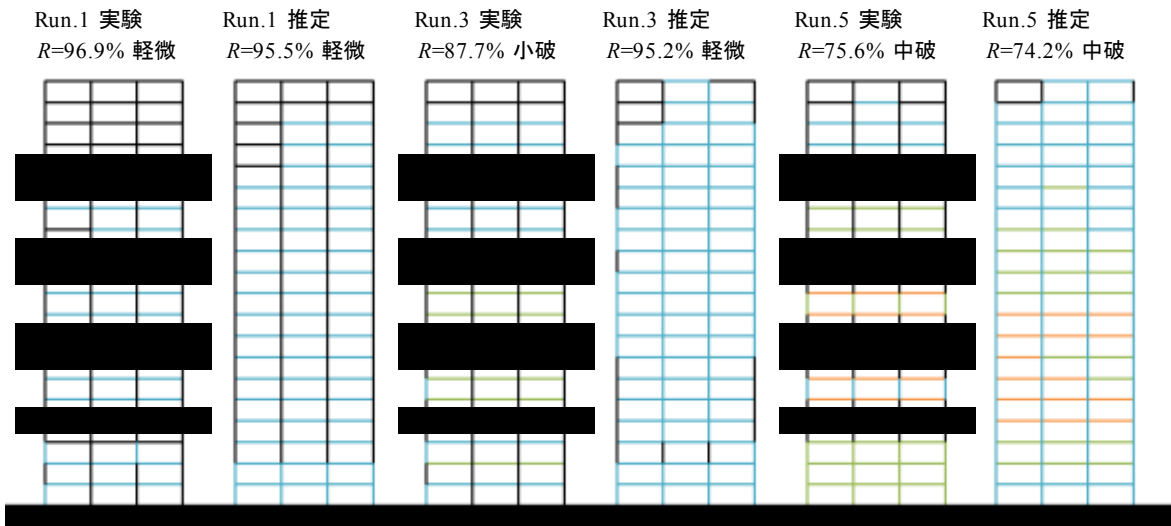 Run.1 実験
R=96.9% 軽微
Run.1 推定
R=95.5% 軽微
Run.3 実験
R=87.7% 小破
Run.3 推定
R=95.2% 軽微
Run.5 実験
R=75.6% 中破
Run.5 推定
R=74.2% 中破